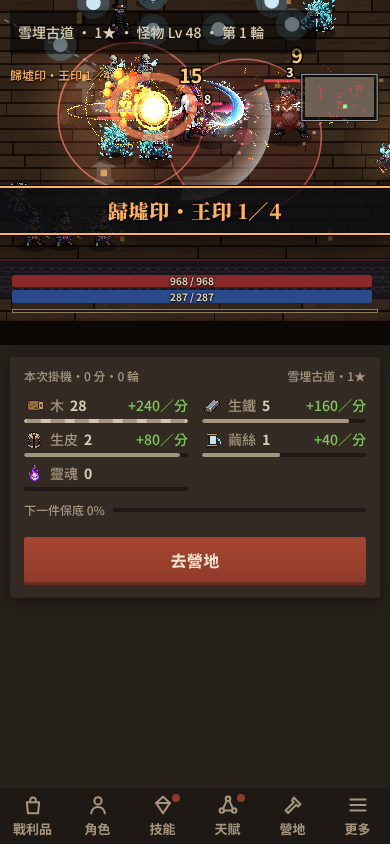 雪埋古道 · 1★ · 怪物 Lv 48 · 第 1 輪
歸墟印·王印 1／4
15
8
9
3
歸墟印·王印 1／4
968 / 968
287 / 287
本次掛機·0 分·0 輪
雪埋古道·1★
木 28 +240／分
生鐵 5 +160／分
生皮 2 +80／分
繭絲 1 +40／分
靈魂 0
下一件保底 0%
去營地
戰利品
角色
技能
天賦
營地
更多